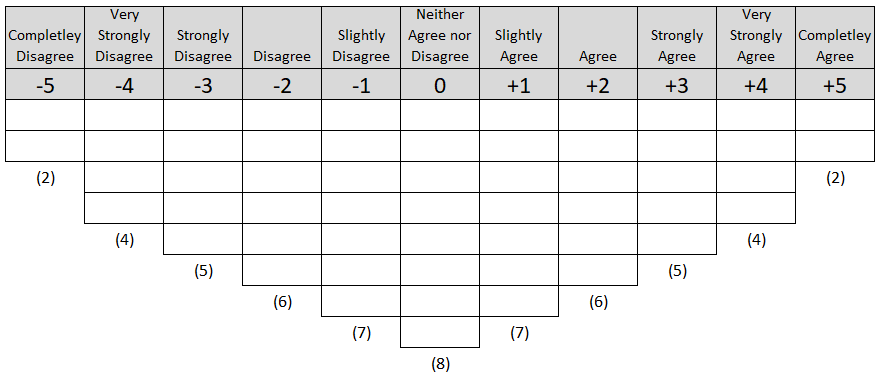 Completley Disagree
Very Strongly Disagree
Strongly Disagree
Disagree
Slightly Disagree
Neither Agree nor Disagree
Slightly Agree
Agree
Strongly Agree
Very Strongly Agree
Completley Agree
-5 -4 -3 -2 -1 0 +1 +2 +3 +4 +5
(2) (2)
(4) (4)
(5) (5)
(6) (6)
(7) (7)
(8)